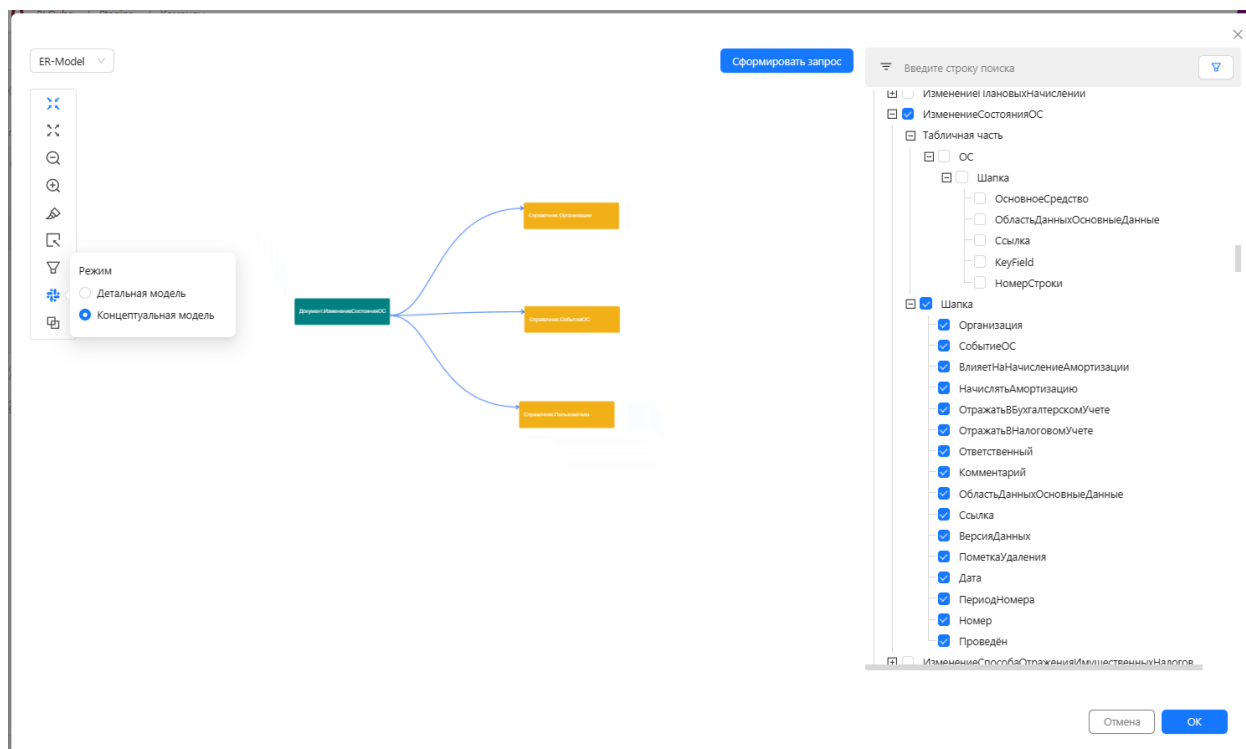 ER-Model
Сформировать запрос
Введите строку поиска
ИзменениеПлановыхНачислений
ИзменениеСостоянияОС
Табличная часть
ОС
Шапка
ОсновноеСредство
ОбластьДанныхОсновныеДанные
Ссылка
KeyField
НомерСтроки
Шапка
Организация
СобытиеОС
ВлияетНаНачислениеАмортизации
НачислятьАмортизацию
ОтражатьВБухгалтерскомУчете
ОтражатьВНалоговомУчете
Ответственный
Комментарий
ОбластьДанныхОсновныеДанные
Ссылка
ВерсияДанных
ПометкаУдаления
Дата
ПериодНомера
Номер
Проведён
ИзменениеСпособаОтраженияИмущественныхНалогов
Режим
Детальная модель
Концептуальная модель
Документ.ИзменениеСостоянияОС
Справочник.Организации
Справочник.СобытиеОС
Справочник.Пользователи
Отмена
ОК